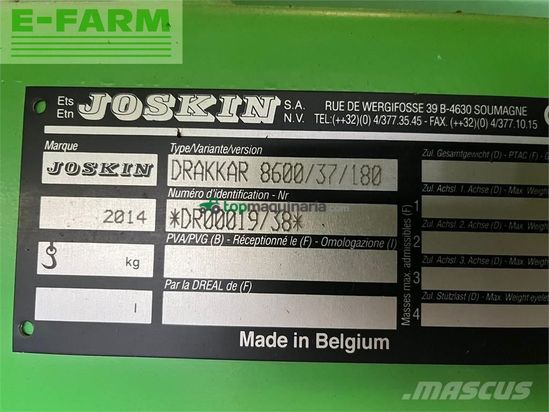 E-FARM
Ets
Etn
JOSKIN S.A.
N.V.
RUE DE WERGIFOSSE 39 B-4630 SOUMAGNE
TEL:(++32)(0) 4/377.35.45 - FAX. (++32)(0) 4/377.10.15
Marque
JOSKIN
Type/Variante/version
DRAKKAR 8600/37/180
2014
Numéro d'identification - Nr
*DR00019/38*
topmaquinaria
kg
PVA/PVG (B) - Réceptionné le (F) - Omologazione (I)
l
Par la DREAL de (F)
Made in Belgium
Zul. Gesamtgewicht (D) - PTAC (F)
Masses max. admissibles (F)
1
Zul. Achsl. 1. Achse (D) - Max. Weight
2
Zul. Achsl. 2. Achse (D) - Max. Weight
3
Zul. Achsl. 3. Achse (D) - Max. Weight
4
Zul. Stützlast (D) - Max. Weight
MASCUS